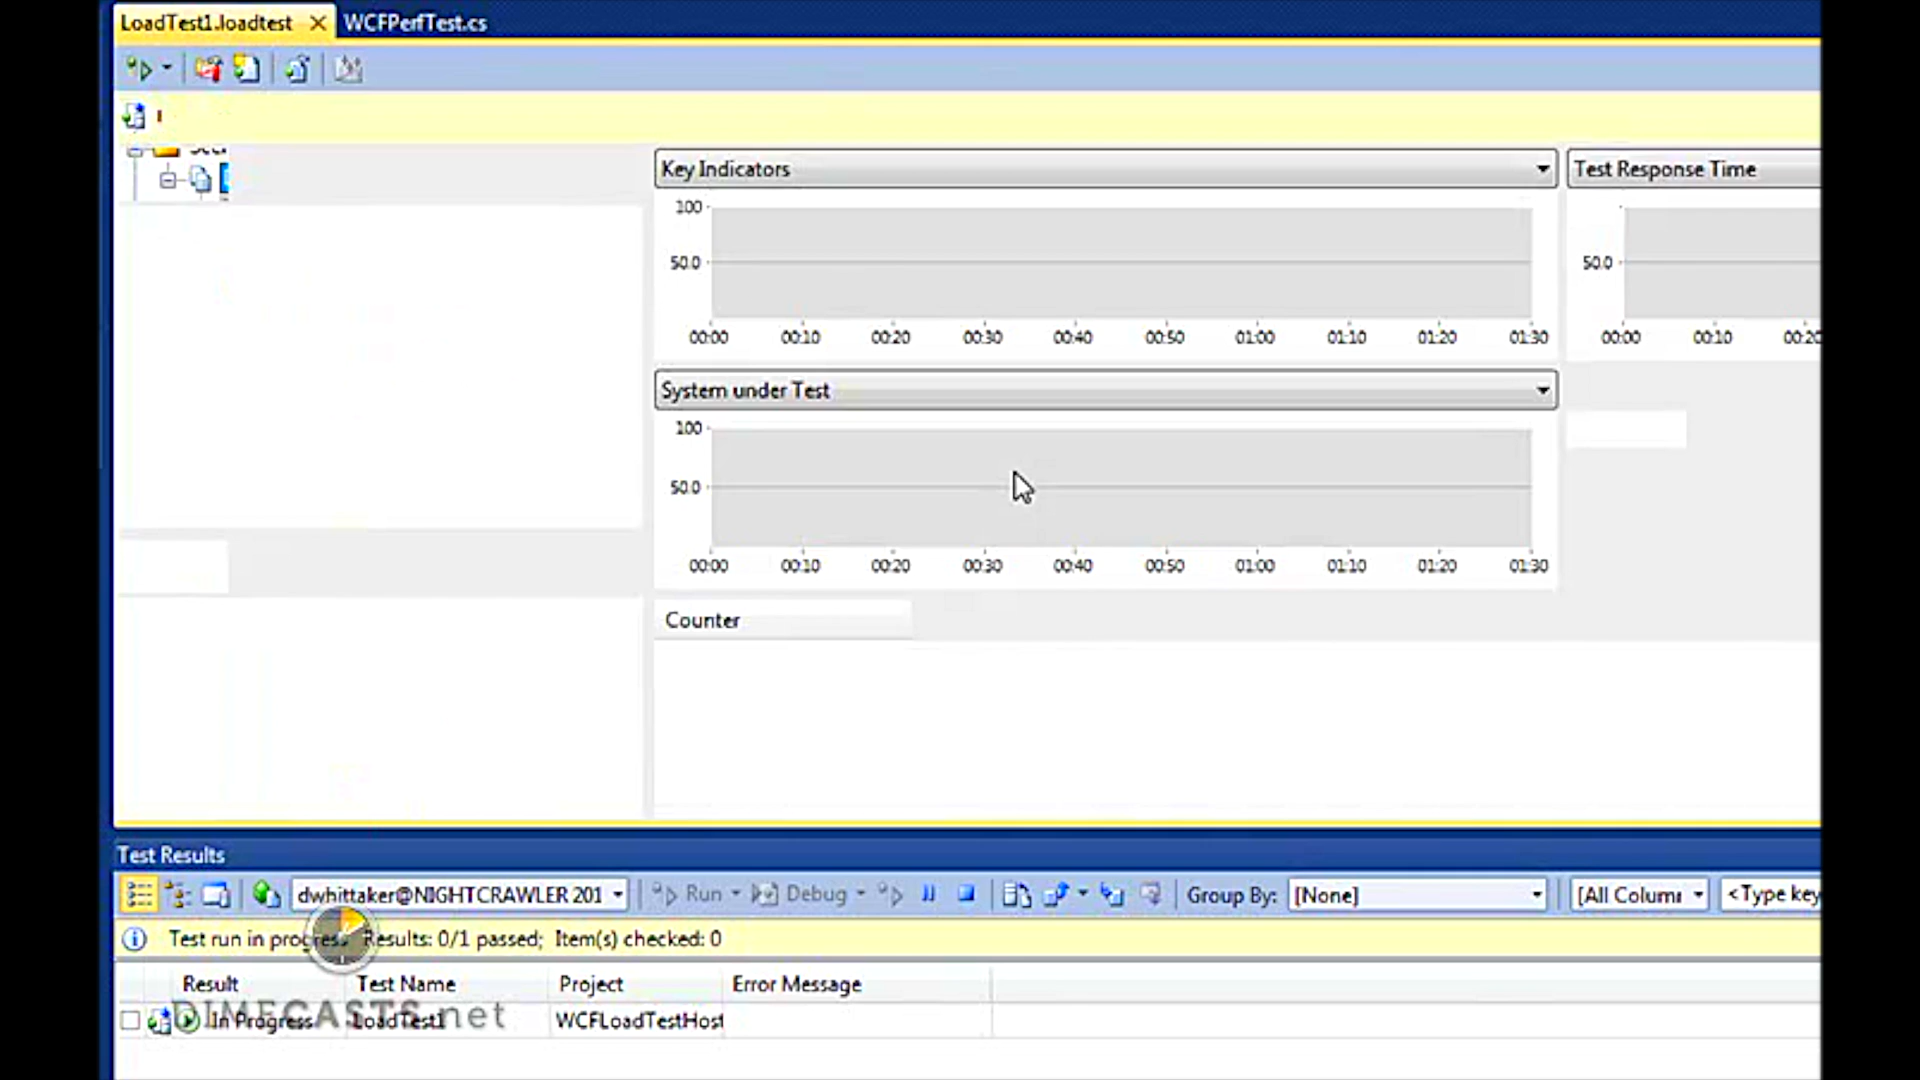 LoadTest1.loadtest WCFPerfTest.cs
Key Indicators Test Response Time
100
50.0 50.0
00:00 00:10 00:20 00:30 00:40 00:50 01:00 01:10 01:20 01:30 00:00 00:10 00:20
System under Test
100
50.0
00:00 00:10 00:20 00:30 00:40 00:50 01:00 01:10 01:20 01:30
Counter
Test Results
dwhittaker@NIGHTCRAWLER 201 Run Debug Group By: [None] [All Colum <Type key
Test run in progress Results: 0/1 passed; Item(s) checked: 0
Result Test Name Project Error Message
In Progress LoadTest1 WCFLoadTestHost
DIMECASTS.net